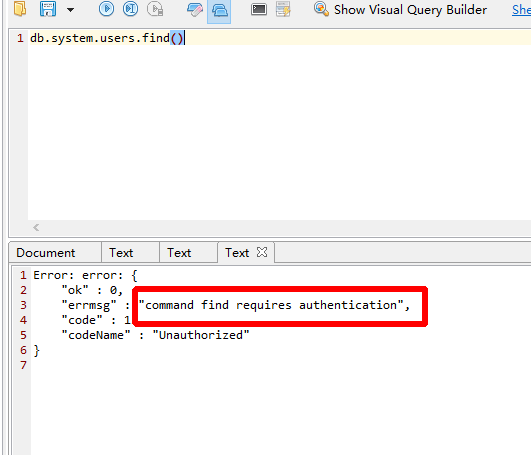 Show Visual Query Builder
She
1 db.system.users.find()
Document Text Text Text
1 Error: error: {
2 "ok" : 0,
3 "errmsg" : "command find requires authentication",
4 "code" : 1
5 "codeName" : "Unauthorized"
6 }
7